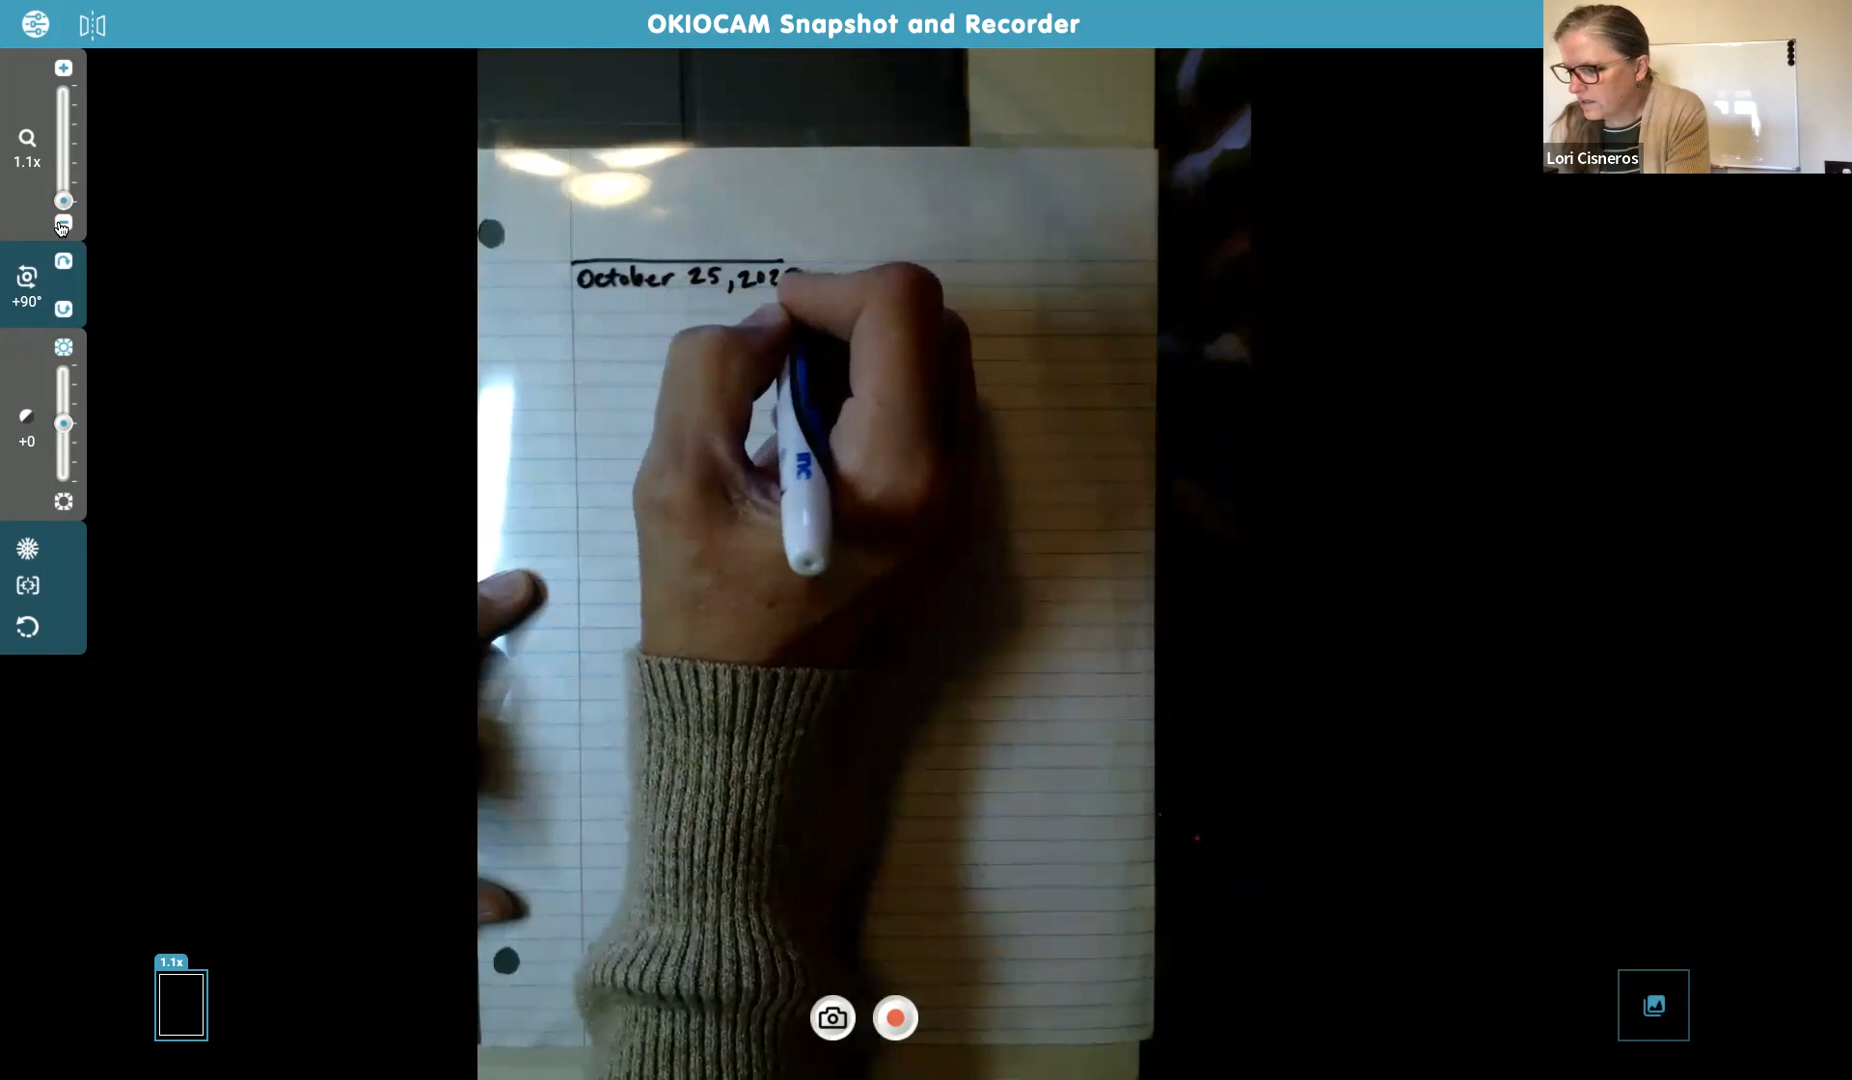 OKIOCAM Snapshot and Recorder
Lori Cisneros
1.1x
+90°
+0
October 25, 202
1.1x